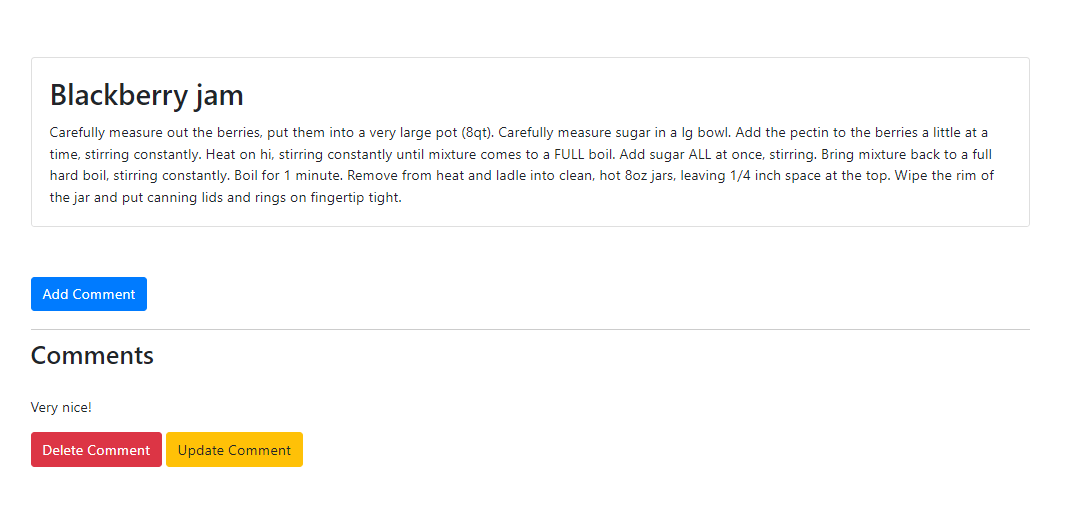 Blackberry jam
Carefully measure out the berries, put them into a very large pot (8qt). Carefully measure sugar in a lg bowl. Add the pectin to the berries a little at a
time, stirring constantly. Heat on hi, stirring constantly until mixture comes to a FULL boil. Add sugar ALL at once, stirring. Bring mixture back to a full
hard boil, stirring constantly. Boil for 1 minute. Remove from heat and ladle into clean, hot 8oz jars, leaving 1/4 inch space at the top. Wipe the rim of
the jar and put canning lids and rings on fingertip tight.
Add Comment
Comments
Very nice!
Delete Comment Update Comment